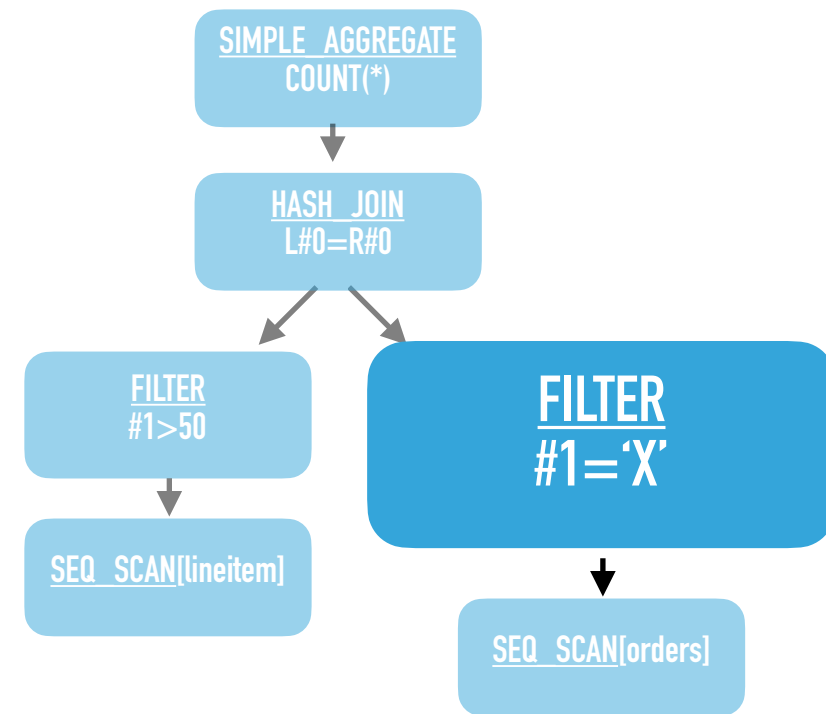 SIMPLE_AGGREGATE
COUNT(*)
HASH_JOIN
L#0=R#0
FILTER
#1>50
FILTER
#1=‘X’
SEQ_SCAN[lineitem]
SEQ_SCAN[orders]